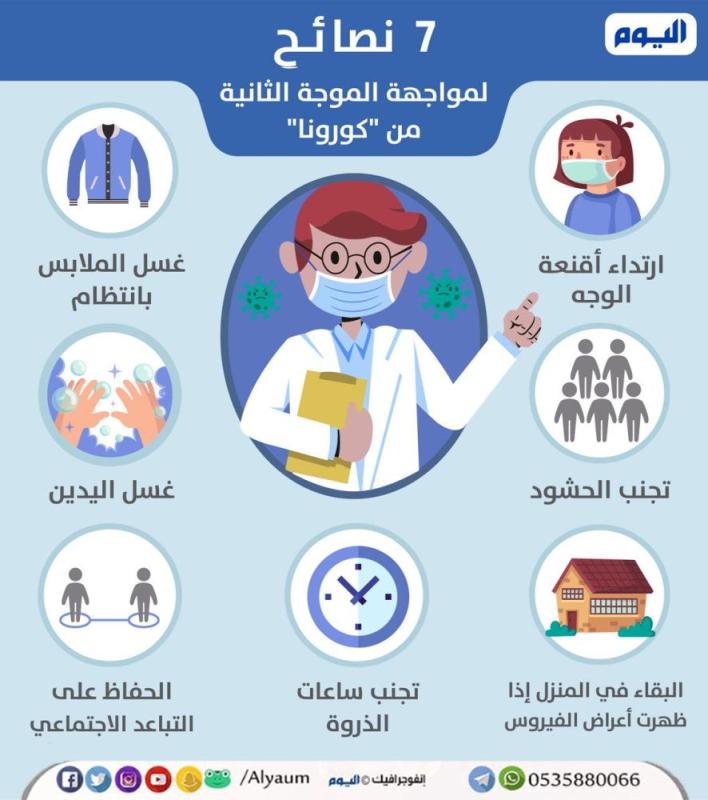 اليوم
7 نصائح
لمواجهة الموجة الثانية
من "كورونا"
ارتداء أقنعة
الوجه
غسل الملابس
بانتظام
تجنب الحشود
غسل اليدين
البقاء في المنزل إذا
ظهرت أعراض الفيروس
تجنب ساعات
الذروة
الحفاظ على
التباعد الاجتماعي
0535880066
إنفوجرافيك © اليوم
/Alyaum